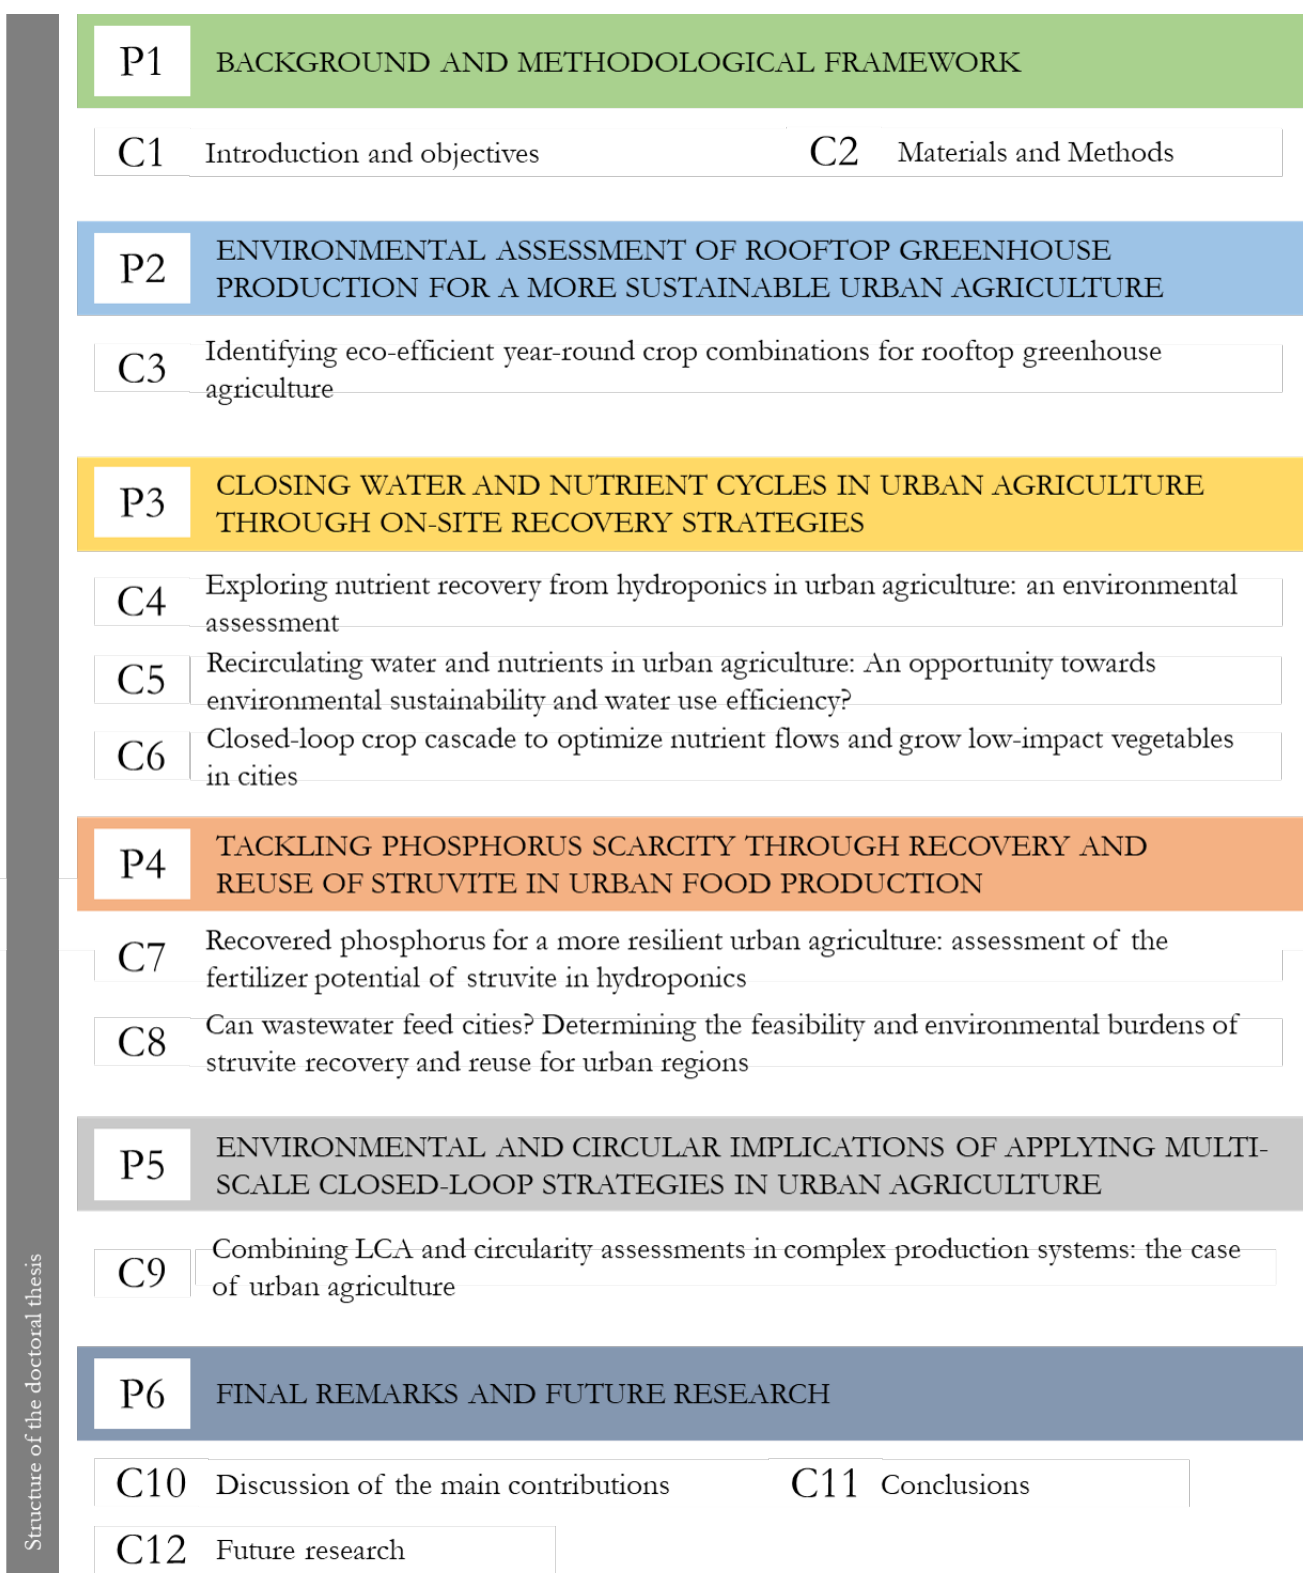 P1 BACKGROUND AND METHODOLOGICAL FRAMEWORK
C1 Introduction and objectives C2 Materials and Methods
P2 ENVIRONMENTAL ASSESSMENT OF ROOFTOP GREENHOUSE
PRODUCTION FOR A MORE SUSTAINABLE URBAN AGRICULTURE
C3 Identifying eco-efficient year-round crop combinations for rooftop greenhouse
agriculture
P3 CLOSING WATER AND NUTRIENT CYCLES IN URBAN AGRICULTURE
THROUGH ON-SITE RECOVERY STRATEGIES
C4 Exploring nutrient recovery from hydroponics in urban agriculture: an environmental
assessment
C5 Recirculating water and nutrients in urban agriculture: An opportunity towards
environmental sustainability and water use efficiency?
C6 Closed-loop crop cascade to optimize nutrient flows and grow low-impact vegetables
in cities
P4 TACKLING PHOSPHORUS SCARCITY THROUGH RECOVERY AND
REUSE OF STRUVITE IN URBAN FOOD PRODUCTION
C7 Recovered phosphorus for a more resilient urban agriculture: assessment of the
fertilizer potential of struvite in hydroponics
C8 Can wastewater feed cities? Determining the feasibility and environmental burdens of
struvite recovery and reuse for urban regions
P5 ENVIRONMENTAL AND CIRCULAR IMPLICATIONS OF APPLYING MULTI-
SCALE CLOSED-LOOP STRATEGIES IN URBAN AGRICULTURE
C9 Combining LCA and circularity assessments in complex production systems: the case
of urban agriculture
P6 FINAL REMARKS AND FUTURE RESEARCH
C10 Discussion of the main contributions C11 Conclusions
C12 Future research
Structure of the doctoral thesis